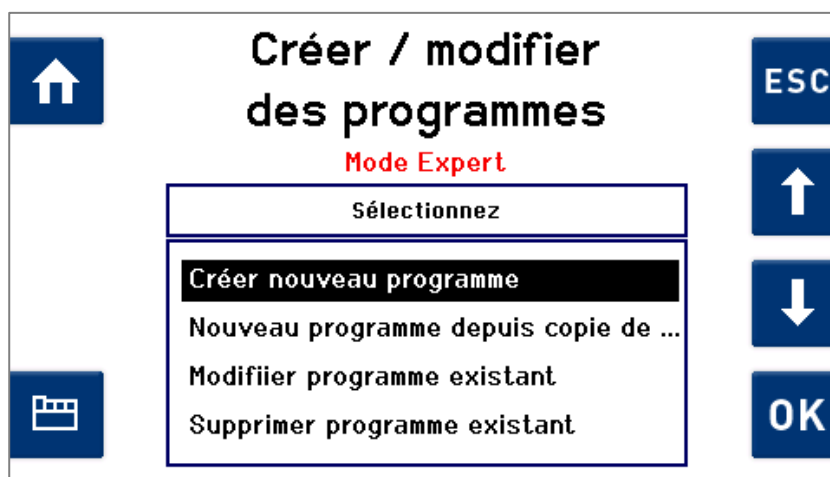 Créer / modifier
des programmes
ESC
Mode Expert
Sélectionnez
Créer nouveau programme
Nouveau programme depuis copie de ...
Modifiier programme existant
Supprimer programme existant
OK